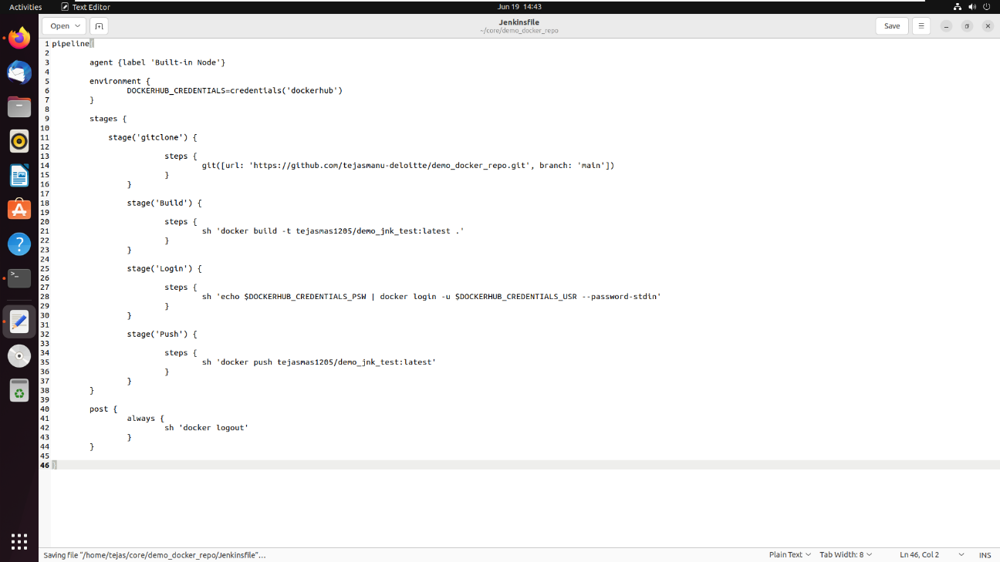 Activities Text Editor Jun 19 14:43
Open Jenkinsfile Save
~/core/demo_docker_repo
1 pipeline{
2
3 agent {label 'Built-in Node'}
4
5 environment {
6 DOCKERHUB_CREDENTIALS=credentials('dockerhub')
7 }
8
9 stages {
10
11 stage('gitclone') {
12
13 steps {
14 git([url: 'https://github.com/tejasmanu-deloitte/demo_docker_repo.git', branch: 'main'])
15 }
16 }
17
18 stage('Build') {
19
20 steps {
21 sh 'docker build -t tejasmas1205/demo_jnk_test:latest .'
22 }
23 }
24
25 stage('Login') {
26
27 steps {
28 sh 'echo $DOCKERHUB_CREDENTIALS_PSW | docker login -u $DOCKERHUB_CREDENTIALS_USR --password-stdin'
29 }
30 }
31
32 stage('Push') {
33
34 steps {
35 sh 'docker push tejasmas1205/demo_jnk_test:latest'
36 }
37 }
38 }
39
40 post {
41 always {
42 sh 'docker logout'
43 }
44 }
45
46 }
Saving file "/home/tejas/core/demo_docker_repo/Jenkinsfile"… Plain Text Tab Width: 8 Ln 46, Col 2 INS